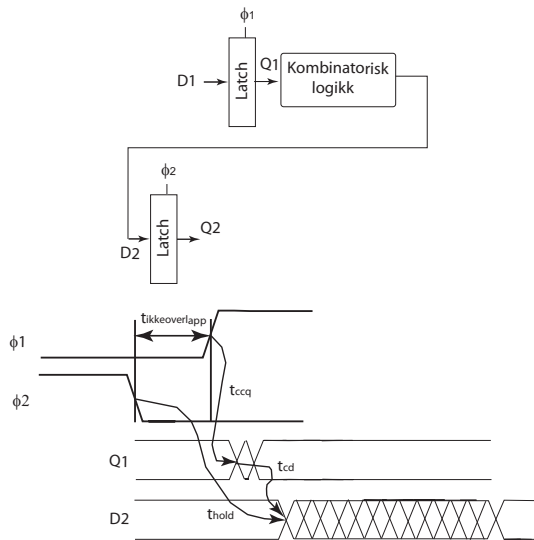 ϕ1
D1
Latch
Q1
Kombinatorisk
logikk
ϕ2
D2
Latch
Q2
tikkeoverlapp
ϕ1
tccq
ϕ2
Q1
tcd
thold
D2